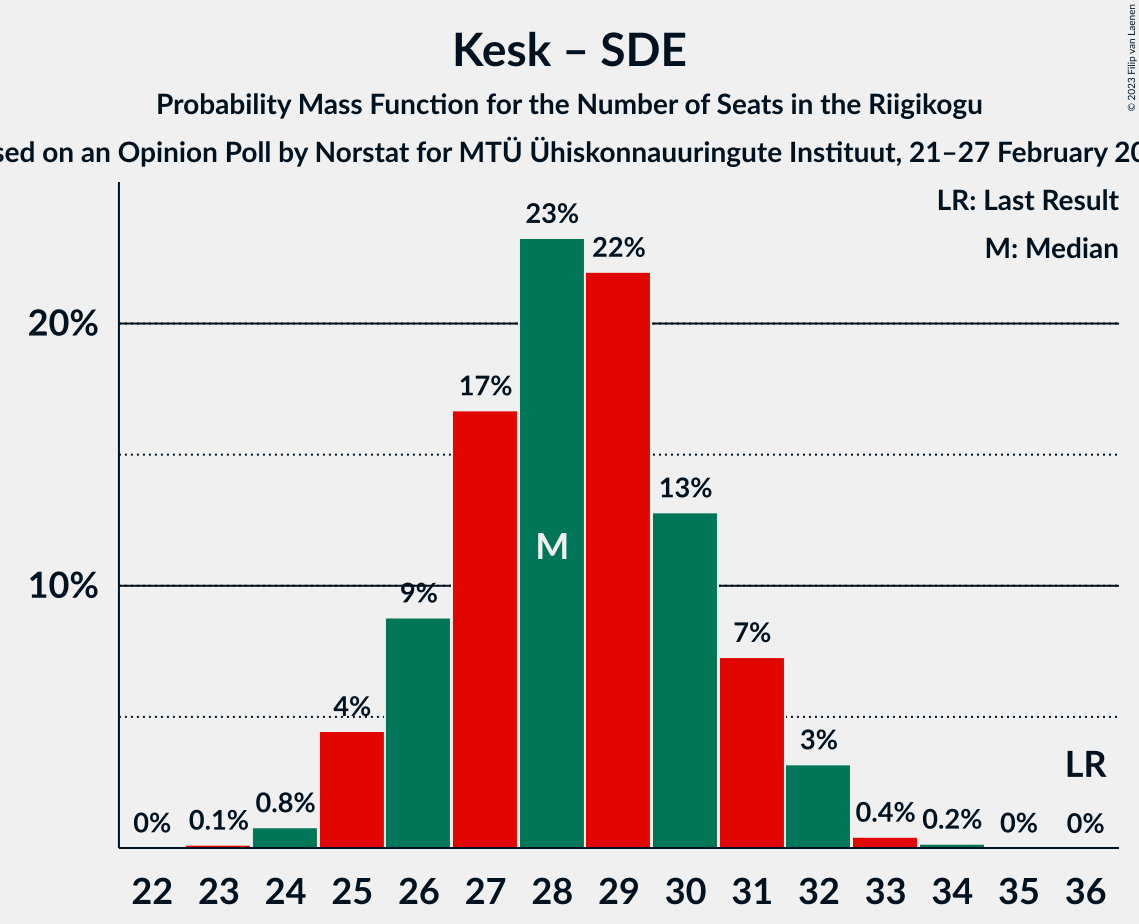 Kesk – SDE
Probability Mass Function for the Number of Seats in the Riigikogu
sed on an Opinion Poll by Norstat for MTÜ Ühiskonnauuringute Instituut, 21–27 February 20
© 2023 Filip van Laenen
LR: Last Result
M: Median
20%
10%
0%
0.1%
0.8%
4%
9%
17%
23%
22%
13%
7%
3%
0.4%
0.2%
0%
0%
M
LR
22 23 24 25 26 27 28 29 30 31 32 33 34 35 36